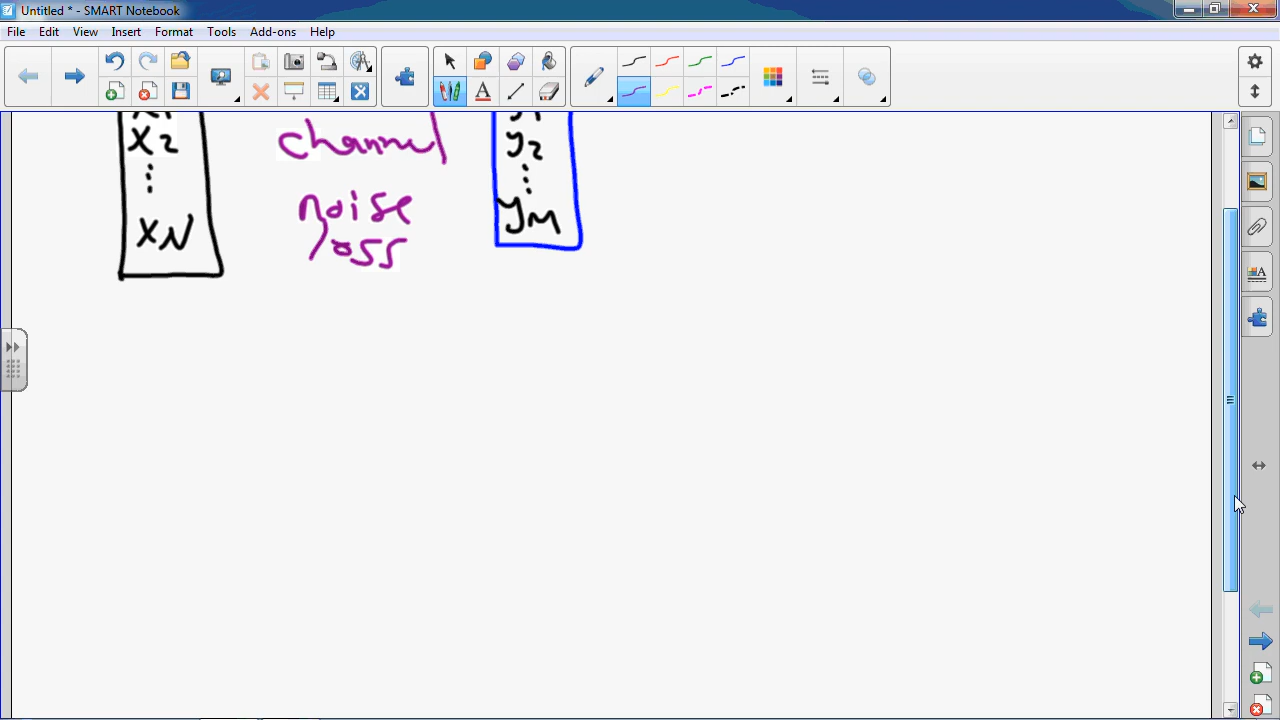 Untitled * - SMART Notebook
File Edit View Insert Format Tools Add-ons Help
x2 channel y2
xN noise yM
loss